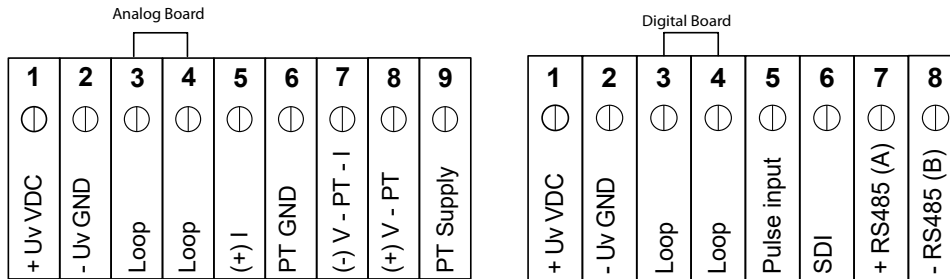 Analog Board
Digital Board
1 2 3 4 5 6 7 8 9
+ Uv VDC
- Uv GND
Loop
Loop
(+) I
PT GND
(-) V - PT - I
(+) V - PT
PT Supply
1 2 3 4 5 6 7 8
+ Uv VDC
- Uv GND
Loop
Loop
Pulse input
SDI
+ RS485 (A)
- RS485 (B)